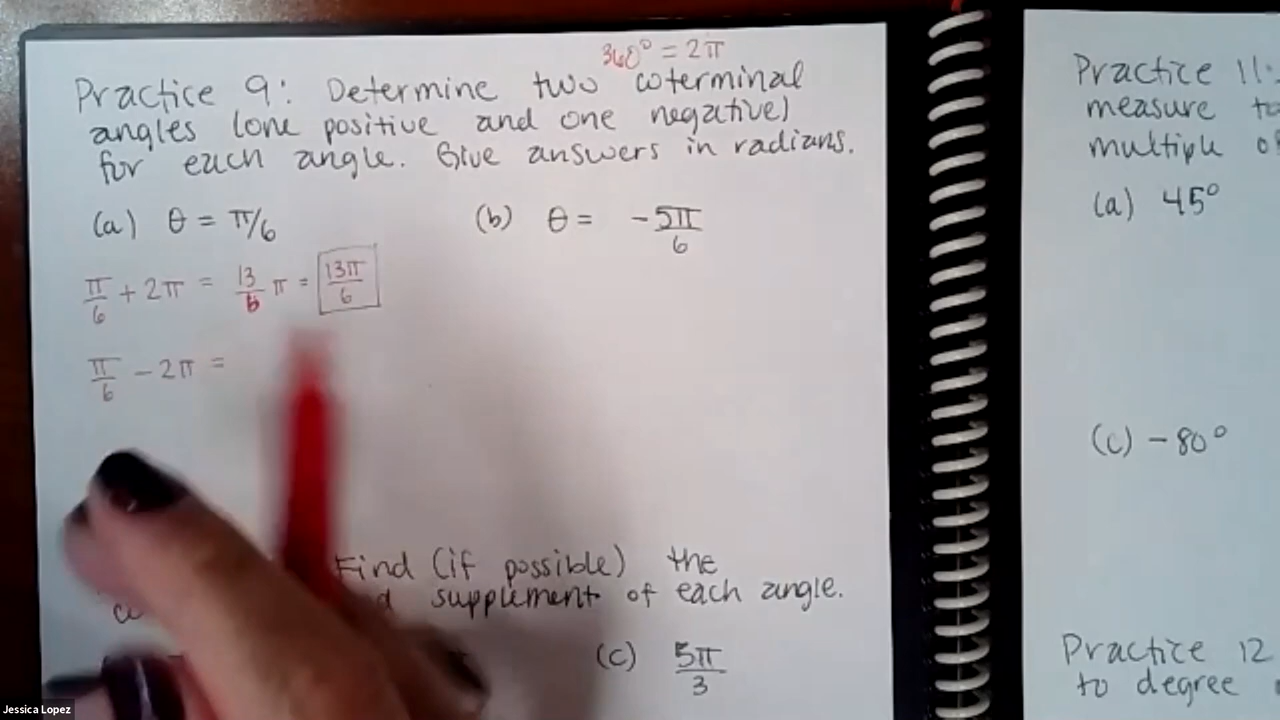 360° = 2π
Practice 9: Determine two coterminal
angles (one positive and one negative)
for each angle. Give answers in radians.
(a) θ = π/6
(b) θ = -5π/6
π/6 + 2π = 13/6 π = 13π/6
π/6 - 2π =
Find (if possible) the
supplement of each angle.
(c) 5π/3
Practice 11:
measure to
multiple
(a) 45°
(c) -80°
Practice 12
to degree
Jessica Lopez